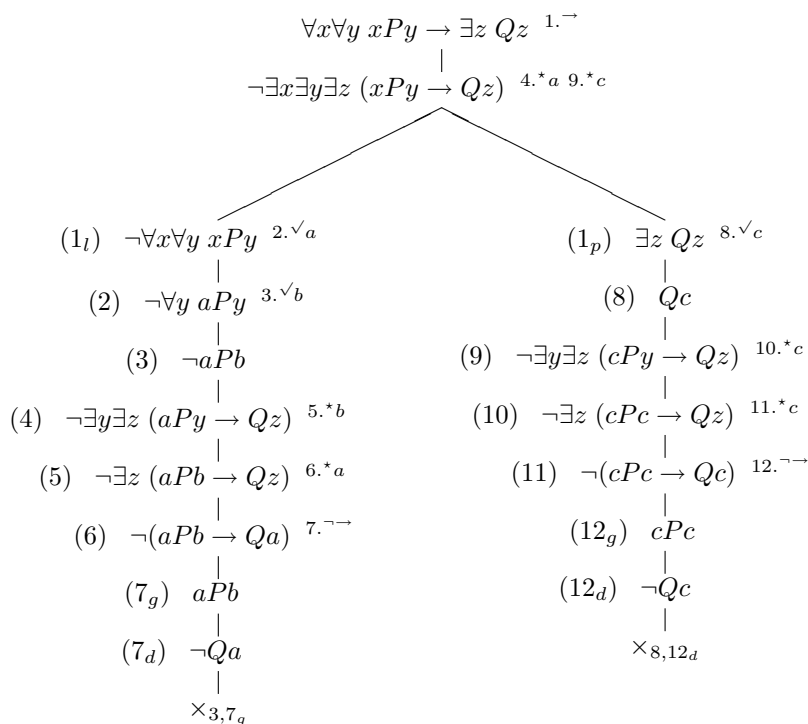 ∀x∀y xPy → ∃z Qz 1.→
¬∃x∃y∃z (xPy → Qz) 4.⋆a 9.⋆c
(1l) ¬∀x∀y xPy 2.√a
(2) ¬∀y aPy 3.√b
(3) ¬aPb
(4) ¬∃y∃z (aPy → Qz) 5.⋆b
(5) ¬∃z (aPb → Qz) 6.⋆a
(6) ¬(aPb → Qa) 7.¬→
(7g) aPb
(7d) ¬Qa
×3,7g
(1p) ∃z Qz 8.√c
(8) Qc
(9) ¬∃y∃z (cPy → Qz) 10.⋆c
(10) ¬∃z (cPc → Qz) 11.⋆c
(11) ¬(cPc → Qc) 12.¬→
(12g) cPc
(12d) ¬Qc
×8,12d